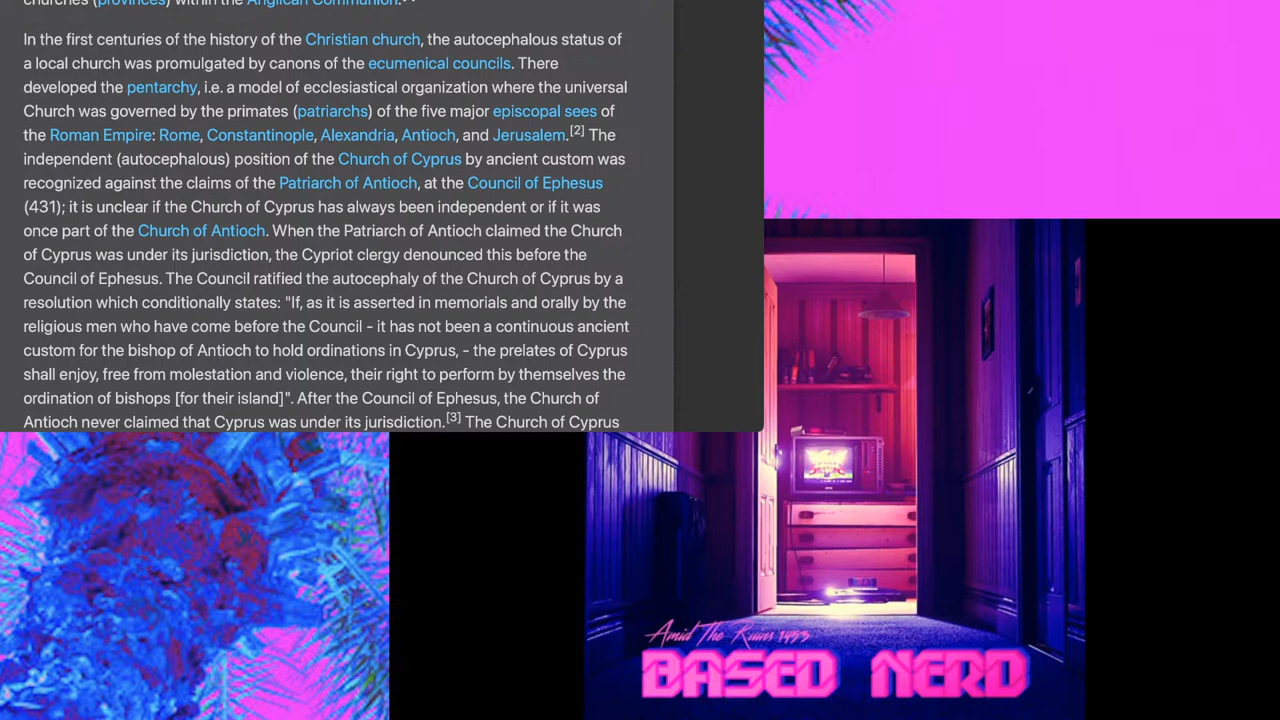 churches (provinces) within the Anglican Communion.
In the first centuries of the history of the Christian church, the autocephalous status of
a local church was promulgated by canons of the ecumenical councils. There
developed the pentarchy, i.e. a model of ecclesiastical organization where the universal
Church was governed by the primates (patriarchs) of the five major episcopal sees of
the Roman Empire: Rome, Constantinople, Alexandria, Antioch, and Jerusalem.[2] The
independent (autocephalous) position of the Church of Cyprus by ancient custom was
recognized against the claims of the Patriarch of Antioch, at the Council of Ephesus
(431); it is unclear if the Church of Cyprus has always been independent or if it was
once part of the Church of Antioch. When the Patriarch of Antioch claimed the Church
of Cyprus was under its jurisdiction, the Cypriot clergy denounced this before the
Council of Ephesus. The Council ratified the autocephaly of the Church of Cyprus by a
resolution which conditionally states: "If, as it is asserted in memorials and orally by the
religious men who have come before the Council - it has not been a continuous ancient
custom for the bishop of Antioch to hold ordinations in Cyprus, - the prelates of Cyprus
shall enjoy, free from molestation and violence, their right to perform by themselves the
ordination of bishops [for their island]". After the Council of Ephesus, the Church of
Antioch never claimed that Cyprus was under its jurisdiction.[3] The Church of Cyprus
Amid The Ruins 1453
BASED NERD